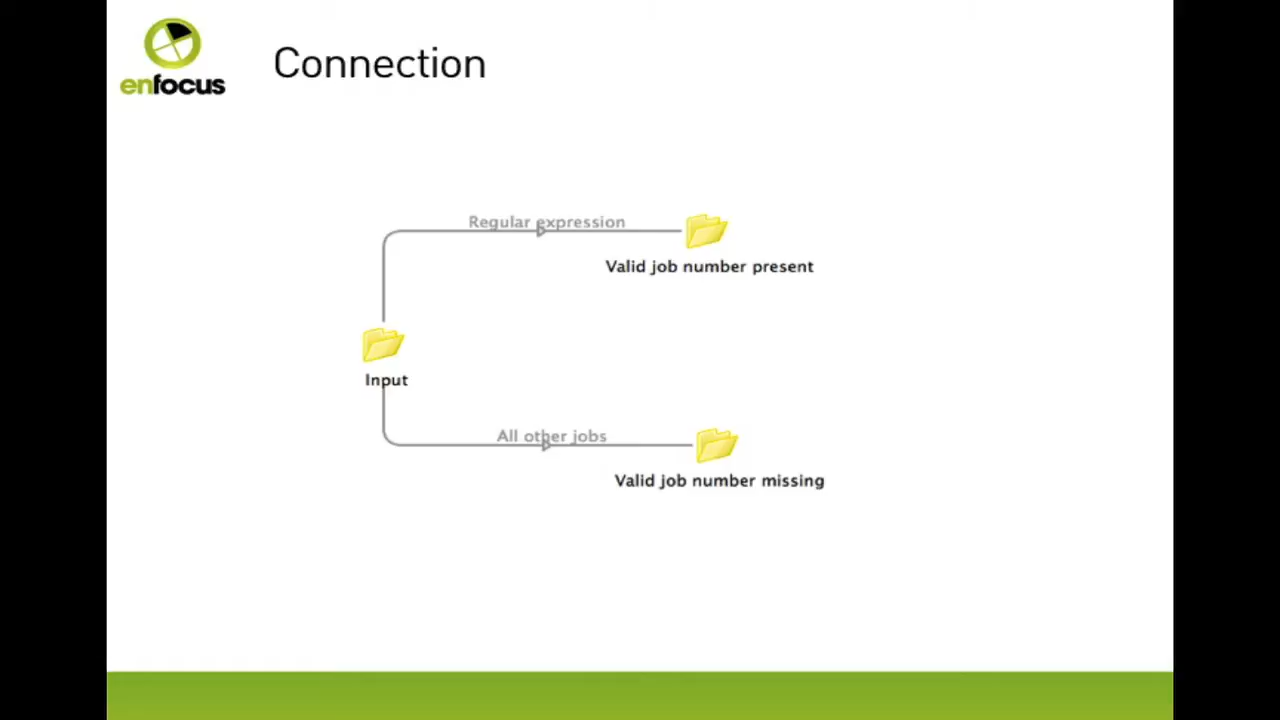 enfocus
Connection
Regular expression
Valid job number present
Input
All other jobs
Valid job number missing